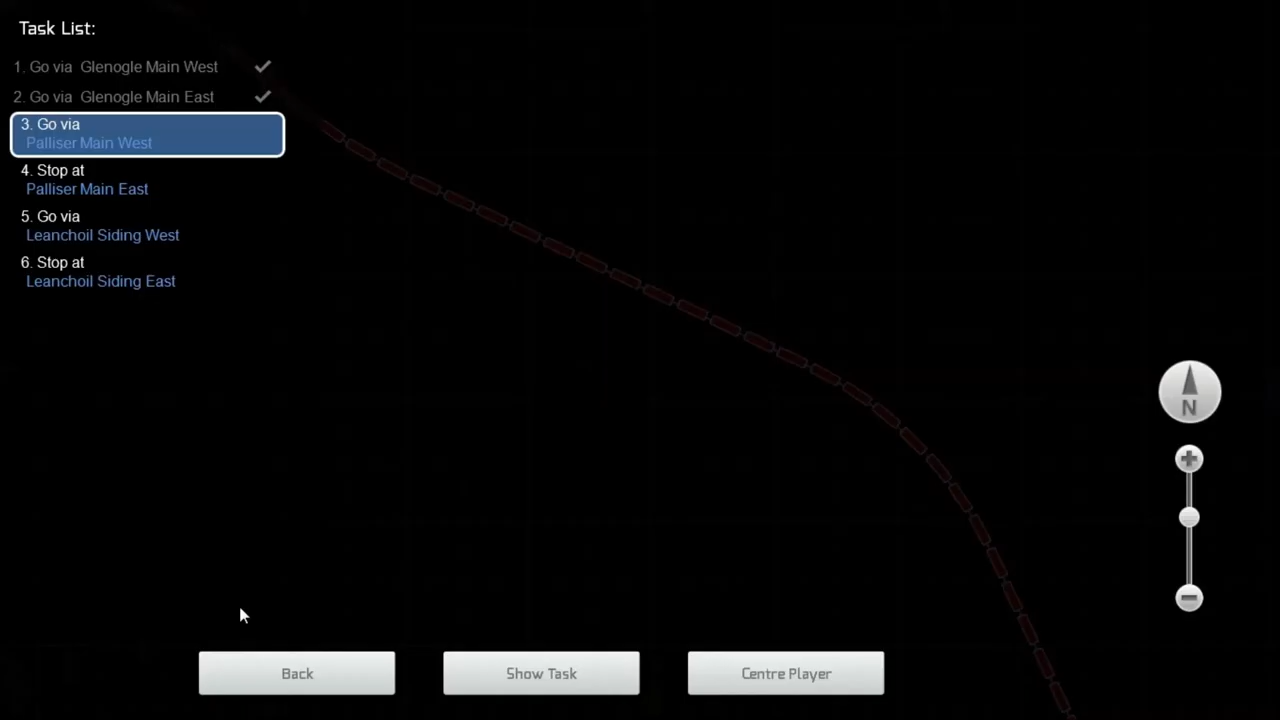 Task List:
1. Go via Glenogle Main West
2. Go via Glenogle Main East
3. Go via
Palliser Main West
4. Stop at
Palliser Main East
5. Go via
Leanchoil Siding West
6. Stop at
Leanchoil Siding East
N
Back
Show Task
Centre Player